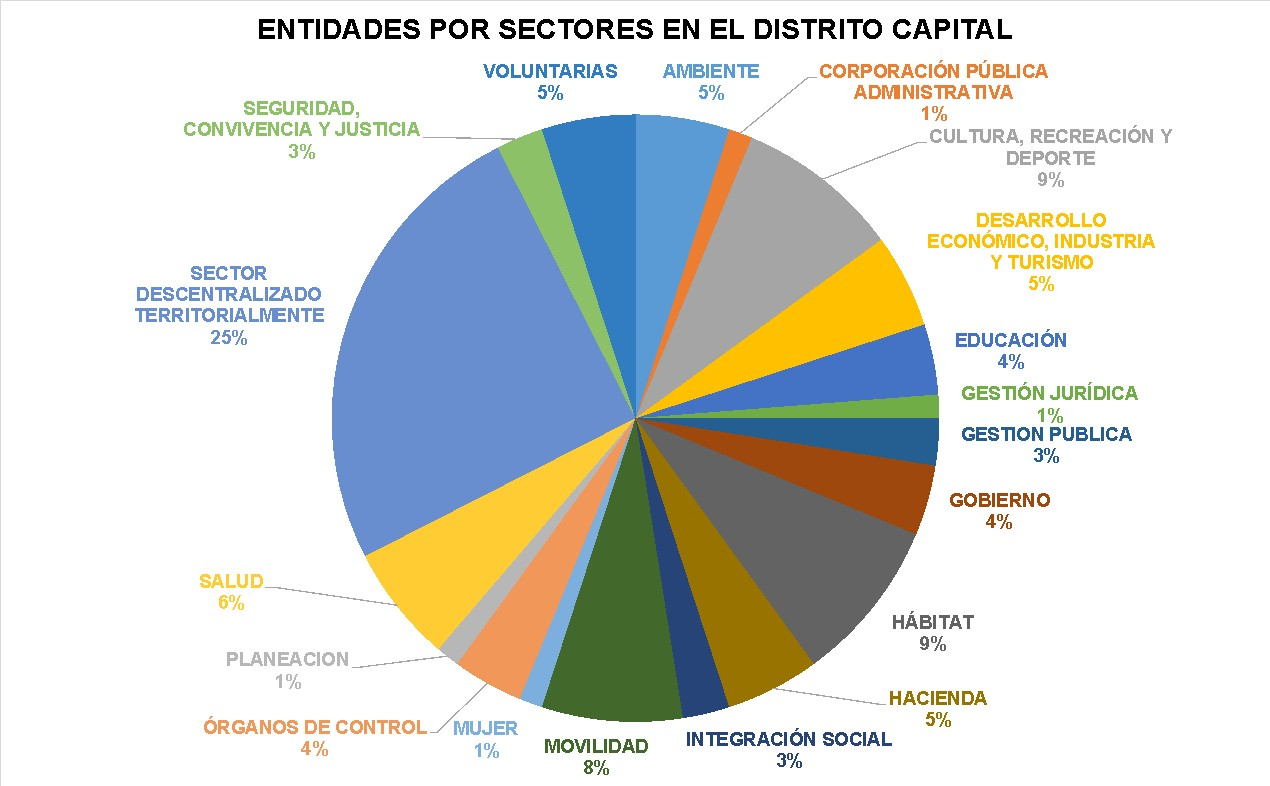 ENTIDADES POR SECTORES EN EL DISTRITO CAPITAL
VOLUNTARIAS
5%
AMBIENTE
5%
CORPORACIÓN PÚBLICA
ADMINISTRATIVA
1%
CULTURA, RECREACIÓN Y
DEPORTE
9%
DESARROLLO
ECONÓMICO, INDUSTRIA
Y TURISMO
5%
EDUCACIÓN
4%
GESTIÓN JURÍDICA
1%
GESTION PUBLICA
3%
GOBIERNO
4%
HÁBITAT
9%
HACIENDA
5%
INTEGRACIÓN SOCIAL
3%
MOVILIDAD
8%
MUJER
1%
ÓRGANOS DE CONTROL
4%
PLANEACION
1%
SALUD
6%
SECTOR
DESCENTRALIZADO
TERRITORIALMENTE
25%
SEGURIDAD,
CONVIVENCIA Y JUSTICIA
3%